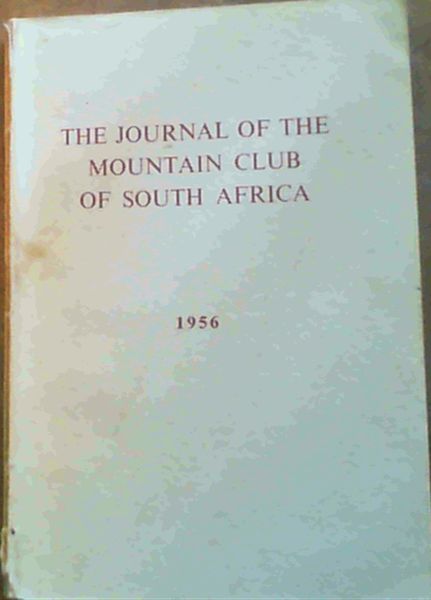 THE JOURNAL OF THE
MOUNTAIN CLUB
OF SOUTH AFRICA
1956